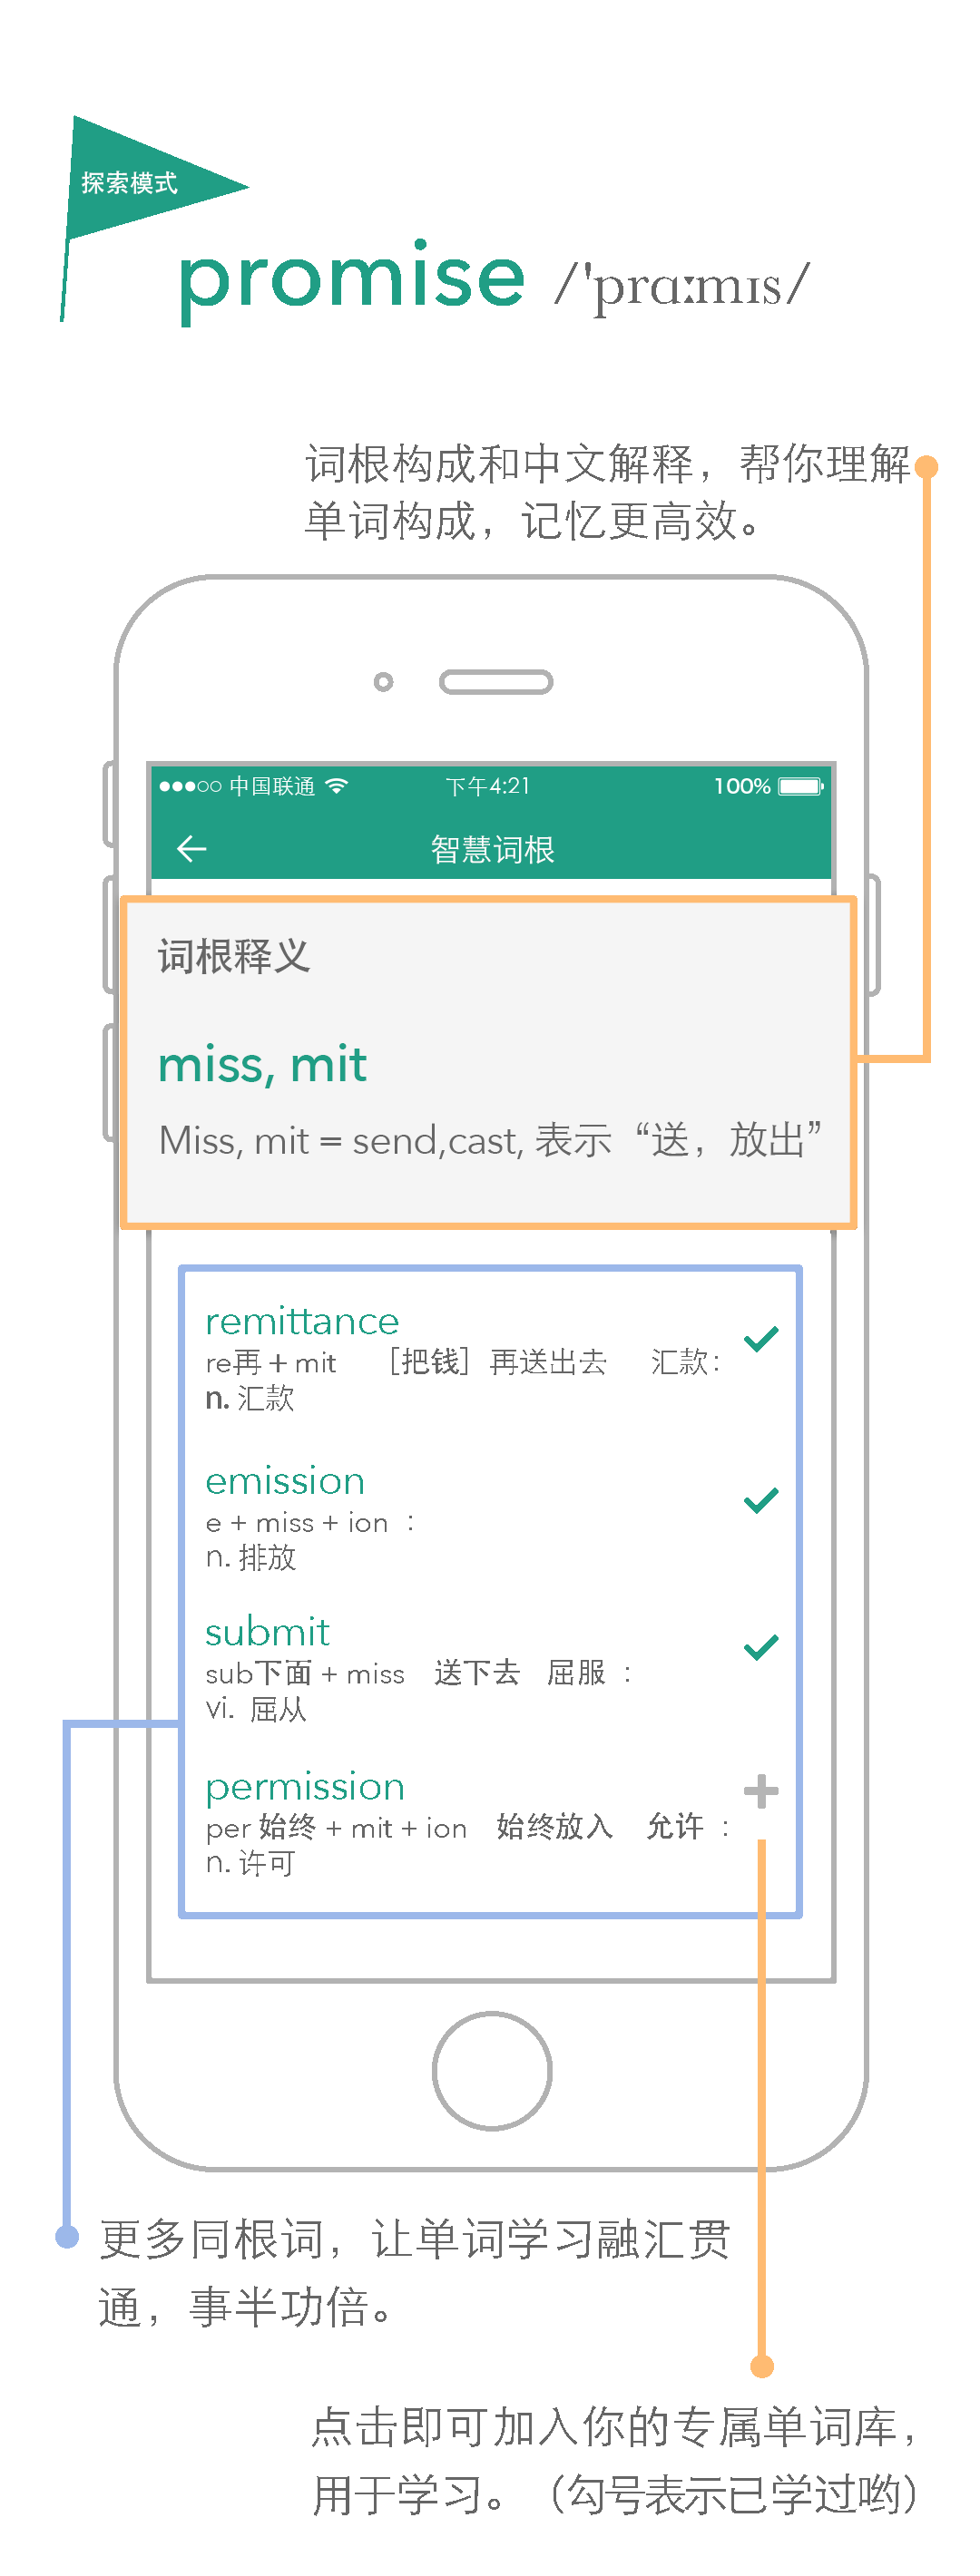 探索模式
promise /'prɑːmɪs/
词根构成和中文解释，帮你理解
单词构成，记忆更高效。
中国联通 下午4:21 100%
智慧词根
词根释义
miss, mit
Miss, mit = send,cast, 表示“送，放出”
remittance
re再 + mit ［把钱］再送出去 汇款：
n. 汇款
emission
e + miss + ion ：
n. 排放
submit
sub下面 + miss 送下去 屈服 ：
vi. 屈从
permission
per 始终 + mit + ion 始终放入 允许 ：
n. 许可
更多同根词，让单词学习融汇贯
通，事半功倍。
点击即可加入你的专属单词库，
用于学习。（勾号表示已学过哟）